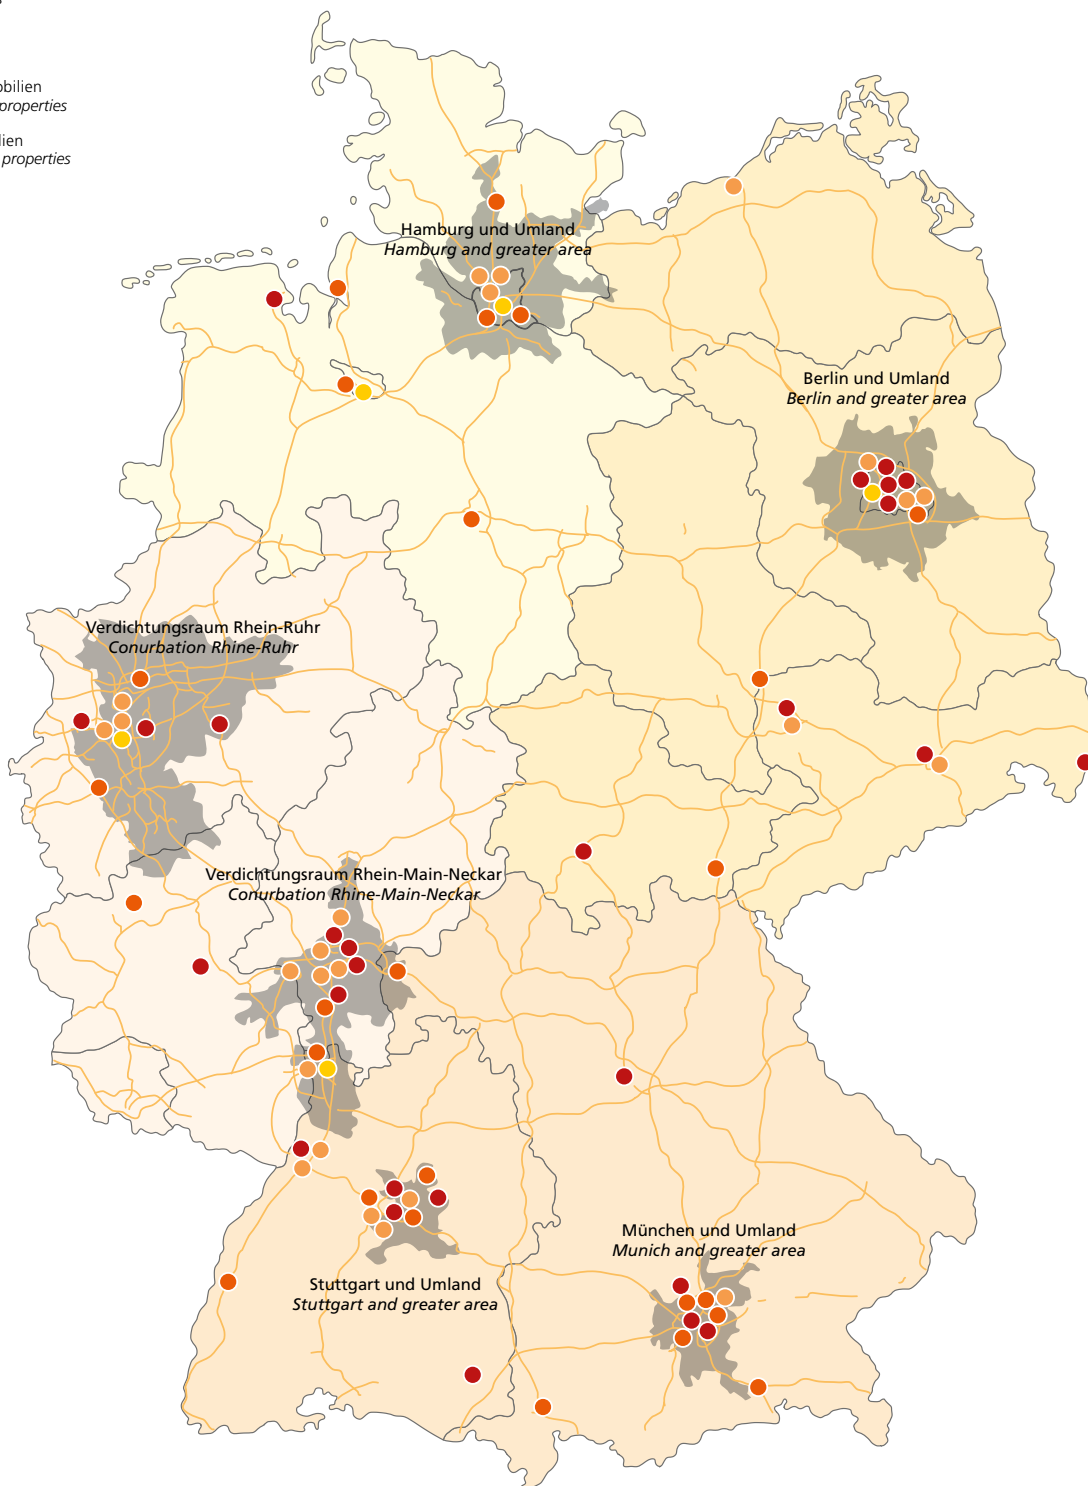 properties
properties
Hamburg und Umland
Hamburg and greater area
Berlin und Umland
Berlin and greater area
Verdichtungsraum Rhein-Ruhr
Conurbation Rhine-Ruhr
Verdichtungsraum Rhein-Main-Neckar
Conurbation Rhine-Main-Neckar
München und Umland
Munich and greater area
Stuttgart und Umland
Stuttgart and greater area